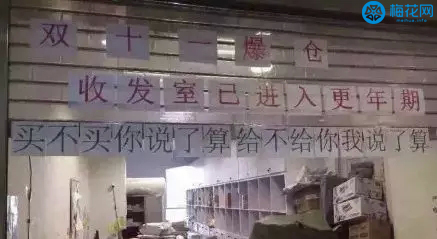 梅花网
双十一爆仓
收发室已进入更年期
买不买你说了算给不给你我说了算